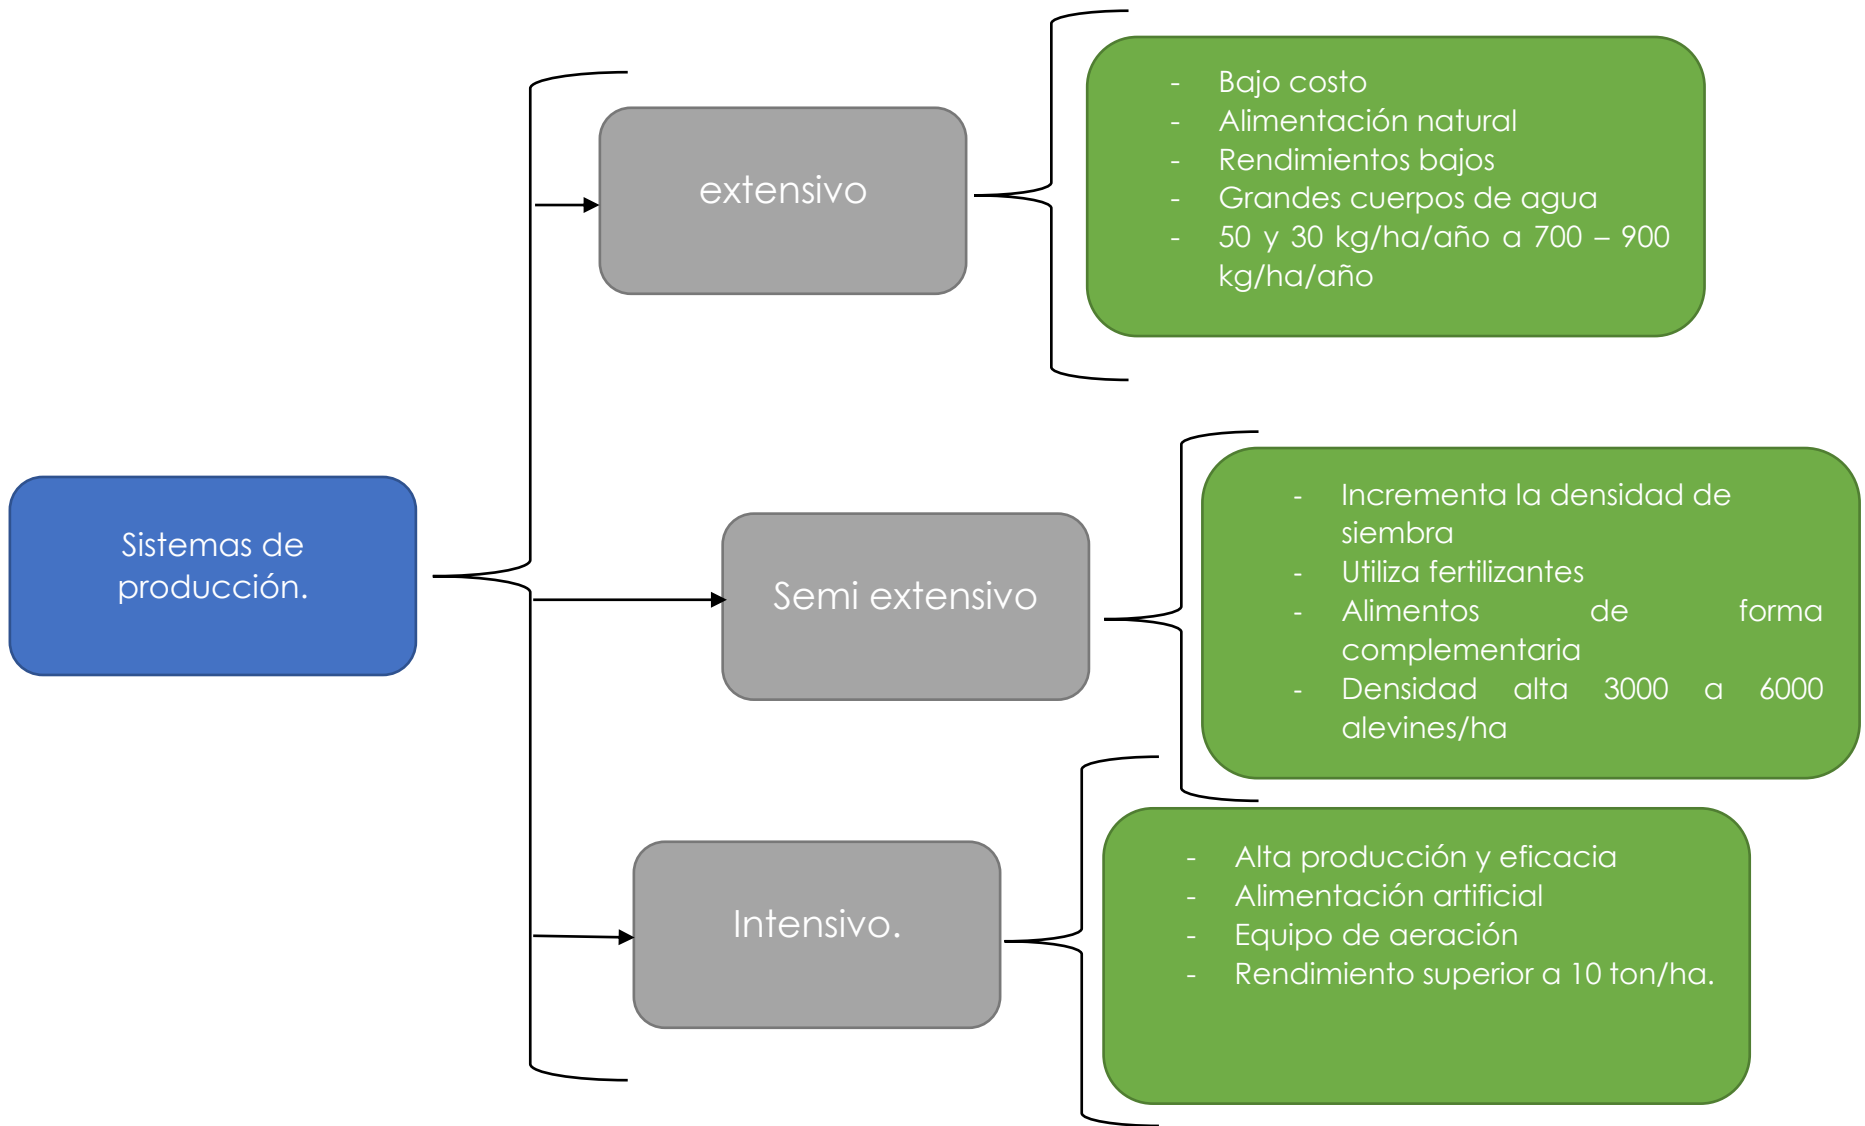 Sistemas de
producción.
extensivo
- Bajo costo
- Alimentación natural
- Rendimientos bajos
- Grandes cuerpos de agua
- 50 y 30 kg/ha/año a 700 – 900
kg/ha/año
Semi extensivo
- Incrementa la densidad de
siembra
- Utiliza fertilizantes
- Alimentos de forma
complementaria
- Densidad alta 3000 a 6000
alevines/ha
Intensivo.
- Alta producción y eficacia
- Alimentación artificial
- Equipo de aeración
- Rendimiento superior a 10 ton/ha.